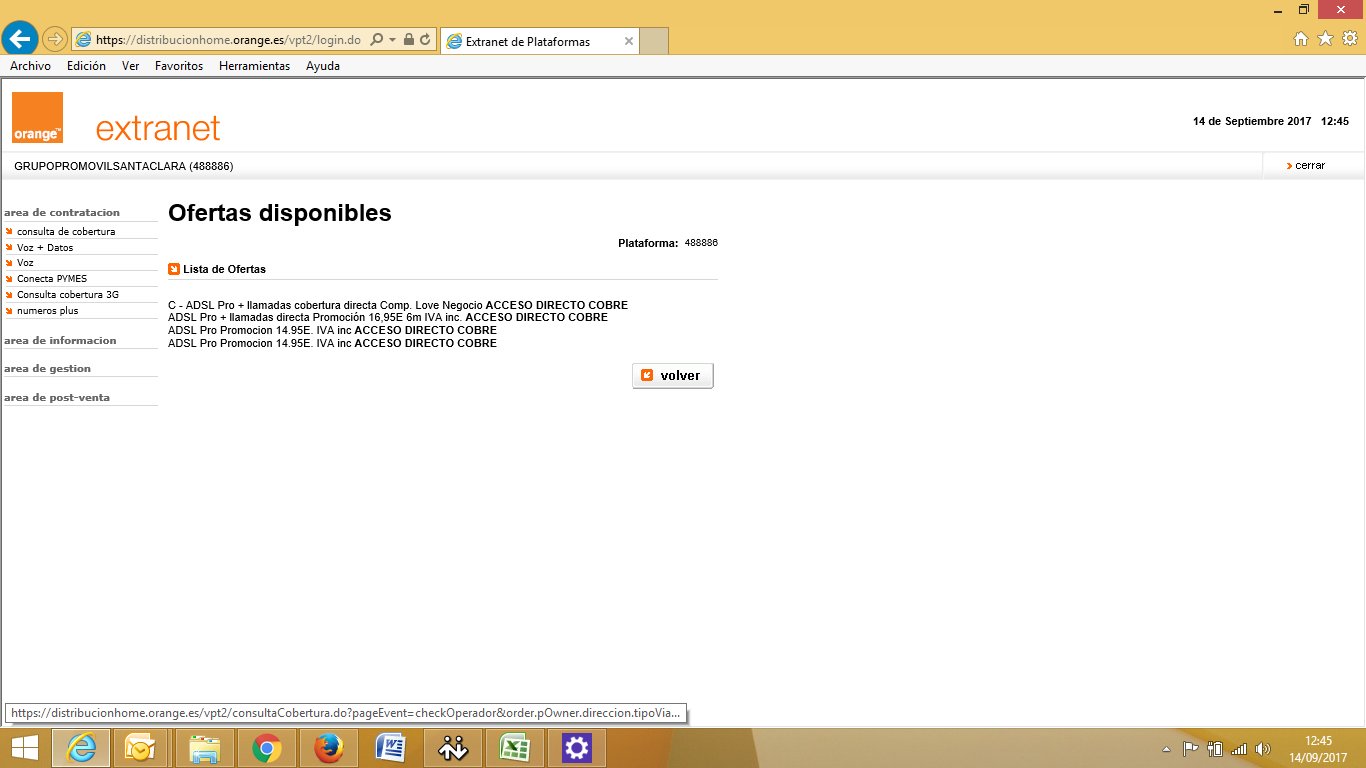 https://distribucionhome.orange.es/vpt2/login.do
Extranet de Plataformas
Archivo Edición Ver Favoritos Herramientas Ayuda
orange™
extranet
14 de Septiembre 2017 12:45
GRUPOPROMOVILSANTACLARA (488886)
cerrar
area de contratacion
consulta de cobertura
Voz + Datos
Voz
Conecta PYMES
Consulta cobertura 3G
numeros plus
area de informacion
area de gestion
area de post-venta
Ofertas disponibles
Plataforma: 488886
Lista de Ofertas
C - ADSL Pro + llamadas cobertura directa Comp. Love Negocio ACCESO DIRECTO COBRE
ADSL Pro + llamadas directa Promoción 16,95E 6m IVA inc. ACCESO DIRECTO COBRE
ADSL Pro Promocion 14.95E. IVA inc ACCESO DIRECTO COBRE
ADSL Pro Promocion 14.95E. IVA inc ACCESO DIRECTO COBRE
volver
https://distribucionhome.orange.es/vpt2/consultaCobertura.do?pageEvent=checkOperador&order.pOwner.direccion.tipoVia...
12:45
14/09/2017